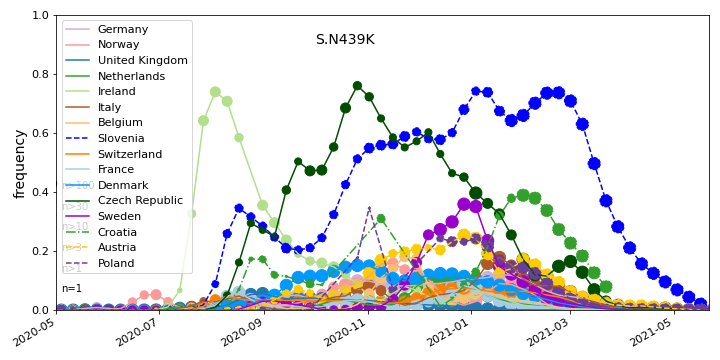 S.N439K
1.0
0.8
0.6
0.4
0.2
0.0
frequency
Germany
Norway
United Kingdom
Netherlands
Ireland
Italy
Belgium
Slovenia
Switzerland
France
Denmark
Czech Republic
Sweden
Croatia
Austria
Poland
n>100
n>30
n>10
n>3
n>1
n=1
2020-05
2020-07
2020-09
2020-11
2021-01
2021-03
2021-05